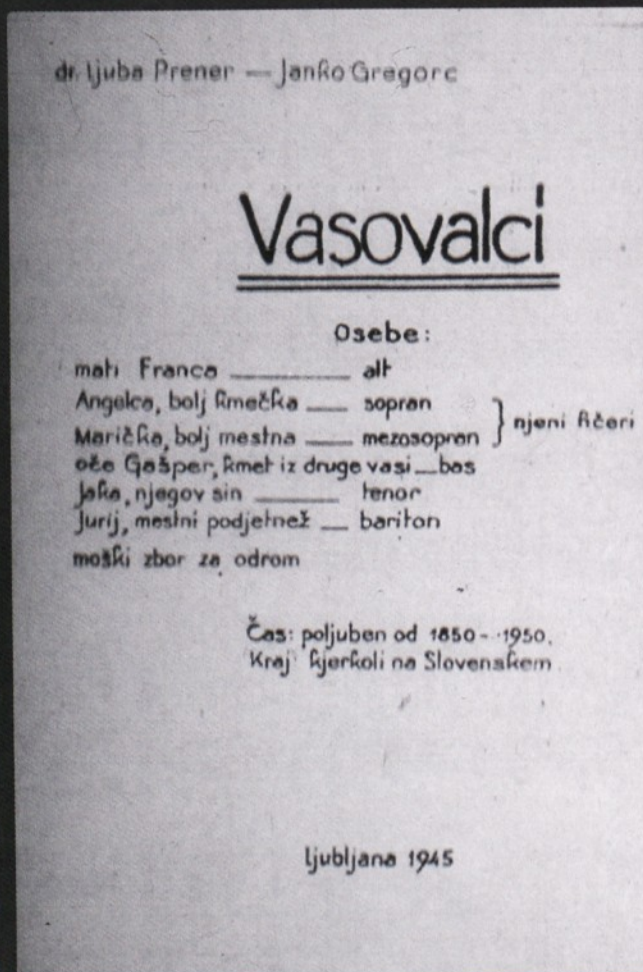 dr. Ljuba Prener — Janko Gregorc
Vasovalci
Osebe:
mati Franca ______ alt
Angelca, bolj kmečka ___ sopran
Marička, bolj mestna ___ mezosopran } njeni hčeri
oče Gašper, kmet iz druge vasi __ bas
Jaka, njegov sin _____ tenor
Jurij, mestni podjetnež __ bariton
moški zbor za odrom
Čas: poljuben od 1850 - 1950.
Kraj kjerkoli na Slovenskem
Ljubljana 1945